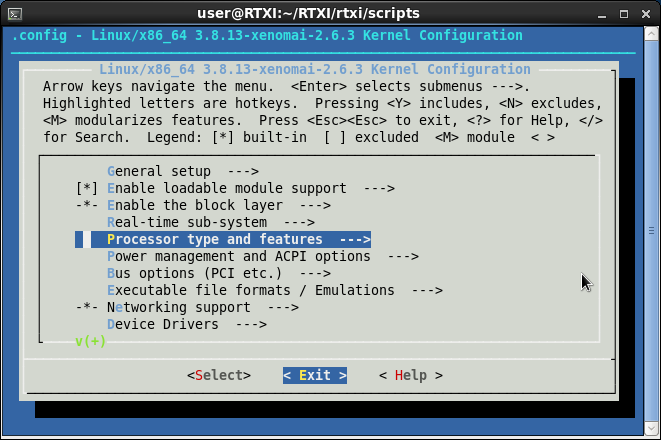 user@RTXI:~/RTXI/rtxi/scripts
.config - Linux/x86_64 3.8.13-xenomai-2.6.3 Kernel Configuration
Linux/x86_64 3.8.13-xenomai-2.6.3 Kernel Configuration
Arrow keys navigate the menu.  <Enter> selects submenus --->.
Highlighted letters are hotkeys.  Pressing <Y> includes, <N> excludes,
<M> modularizes features.  Press <Esc><Esc> to exit, <?> for Help, </>
for Search.  Legend: [*] built-in  [ ] excluded  <M> module  < >
General setup  --->
[*] Enable loadable module support  --->
-*- Enable the block layer  --->
Real-time sub-system  --->
Processor type and features  --->
Power management and ACPI options  --->
Bus options (PCI etc.)  --->
Executable file formats / Emulations  --->
-*- Networking support  --->
Device Drivers  --->
v(+)
<Select>    < Exit >    < Help >